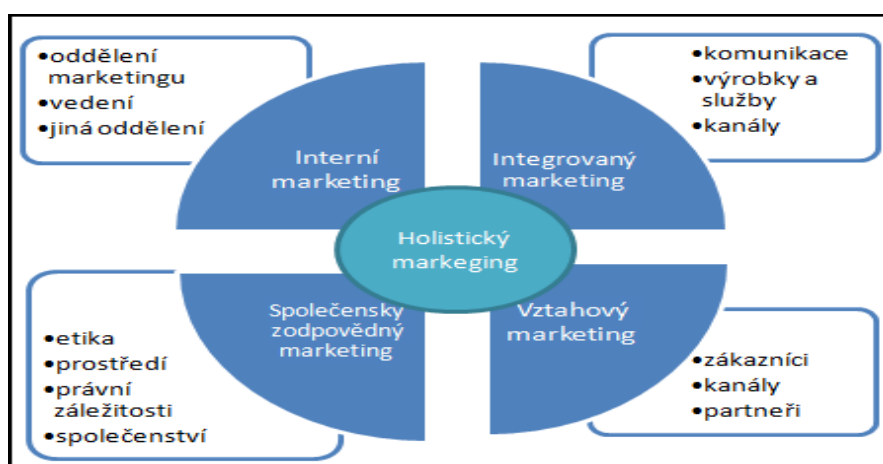 •oddělení
marketingu
•vedení
•jiná oddělení
Interní
marketing
•komunikace
•výrobky a
služby
•kanály
Integrovaný
marketing
Holistický
markeging
•etika
•prostředí
•právní
záležitosti
•společenství
Společensky
zodpovědný
marketing
Vztahový
marketing
•zákazníci
•kanály
•partneři